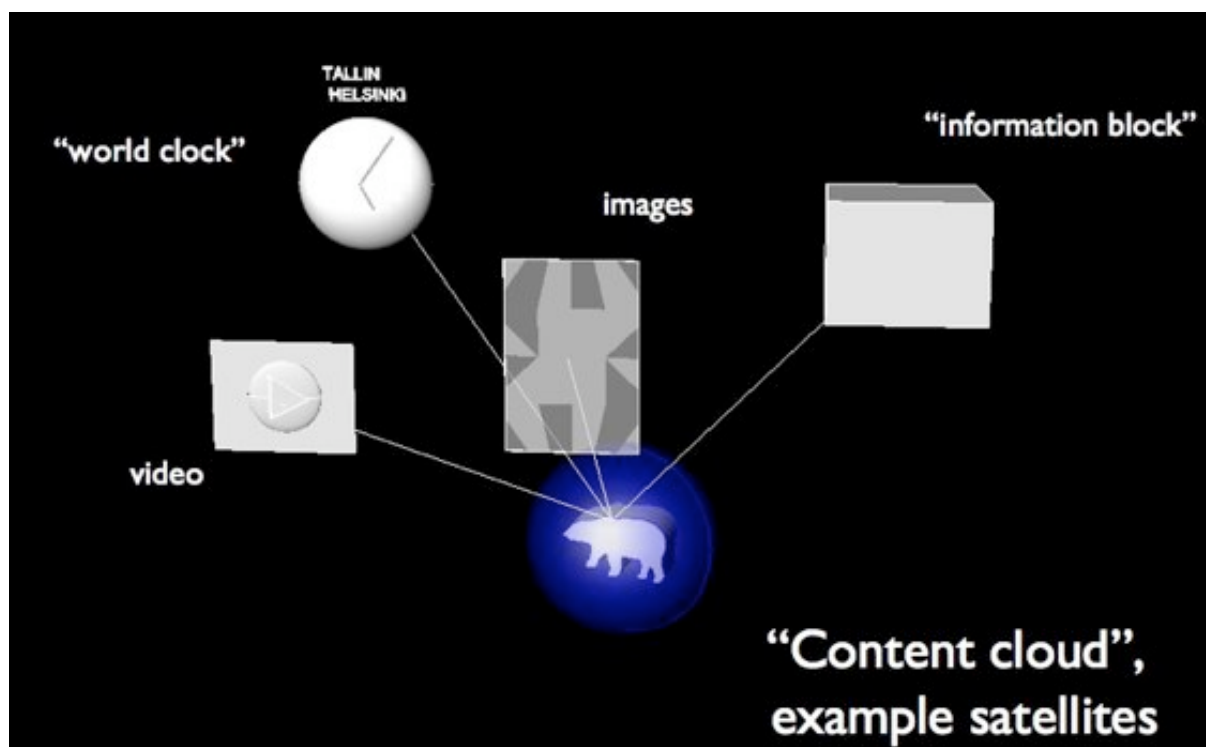 TALLIN
HELSINKI
“world clock”
“information block”
images
video
“Content cloud”,
example satellites